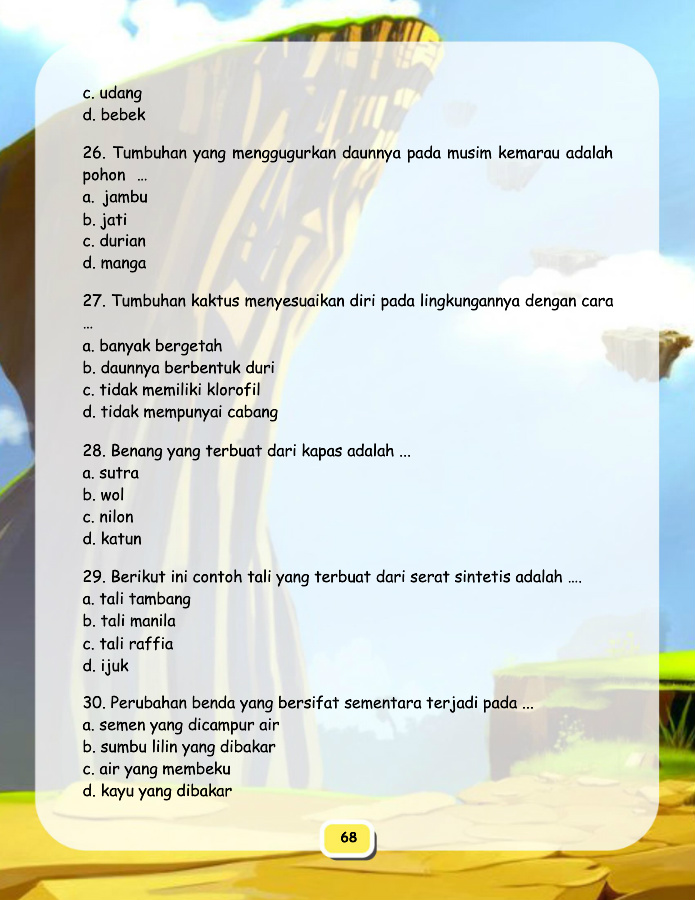 c. udang
d. bebek
26. Tumbuhan yang menggugurkan daunnya pada musim kemarau adalah
pohon ...
a. jambu
b. jati
c. durian
d. manga
27. Tumbuhan kaktus menyesuaikan diri pada lingkungannya dengan cara
...
a. banyak bergetah
b. daunnya berbentuk duri
c. tidak memiliki klorofil
d. tidak mempunyai cabang
28. Benang yang terbuat dari kapas adalah ...
a. sutra
b. wol
c. nilon
d. katun
29. Berikut ini contoh tali yang terbuat dari serat sintetis adalah ....
a. tali tambang
b. tali manila
c. tali raffia
d. ijuk
30. Perubahan benda yang bersifat sementara terjadi pada ...
a. semen yang dicampur air
b. sumbu lilin yang dibakar
c. air yang membeku
d. kayu yang dibakar
68